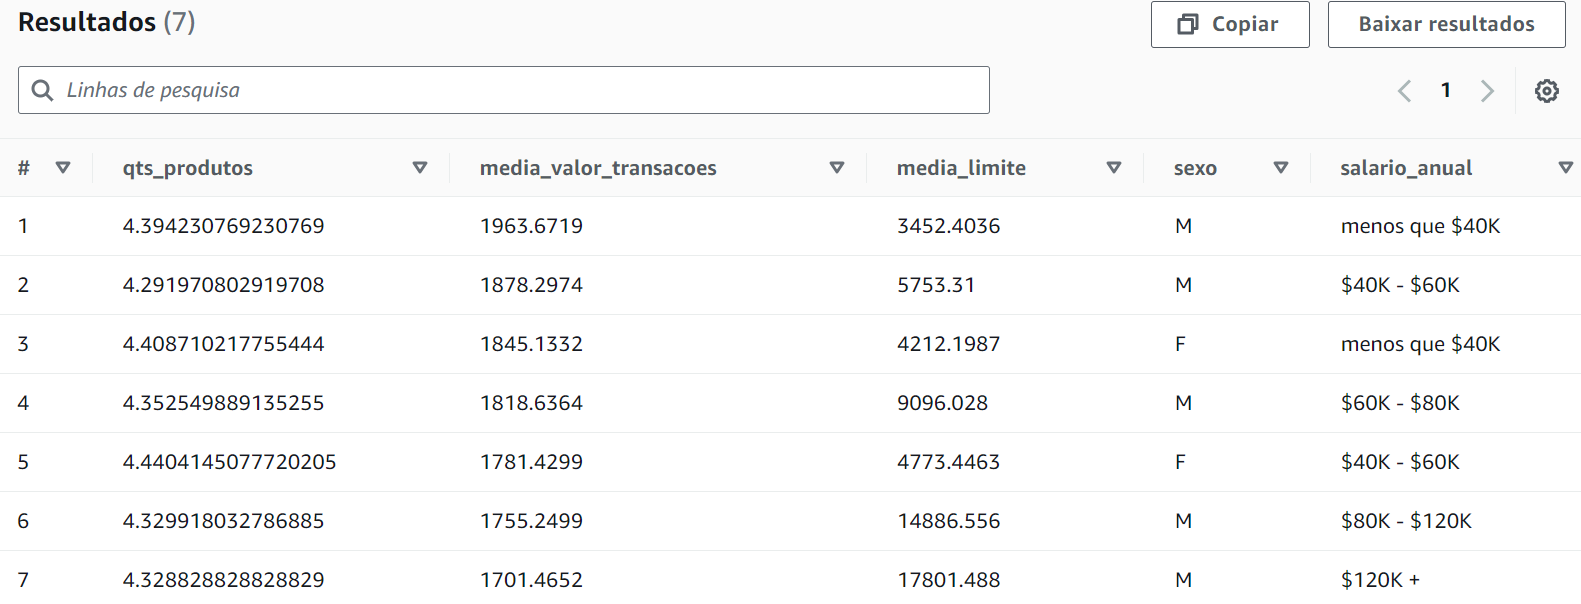 Resultados (7) Copiar Baixar resultados
Linhas de pesquisa 1
# qts_produtos media_valor_transacoes media_limite sexo salario_anual
1 4.394230769230769 1963.6719 3452.4036 M menos que $40K
2 4.291970802919708 1878.2974 5753.31 M $40K - $60K
3 4.408710217755444 1845.1332 4212.1987 F menos que $40K
4 4.352549889135255 1818.6364 9096.028 M $60K - $80K
5 4.4404145077720205 1781.4299 4773.4463 F $40K - $60K
6 4.329918032786885 1755.2499 14886.556 M $80K - $120K
7 4.328828828828829 1701.4652 17801.488 M $120K +